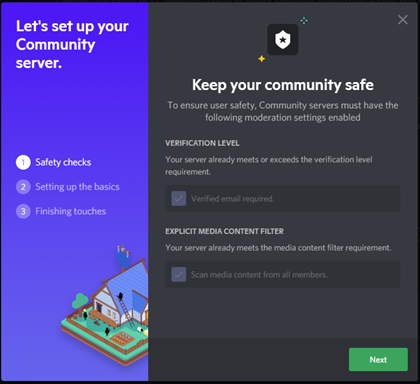 Let's set up your
Community
server.
1 Safety checks
2 Setting up the basics
3 Finishing touches
Keep your community safe
To ensure user safety, Community servers must have the
following moderation settings enabled
VERIFICATION LEVEL
Your server already meets or exceeds the verification level
requirement.
Verified email required.
EXPLICIT MEDIA CONTENT FILTER
Your server already meets the media content filter requirement.
Scan media content from all members.
Next